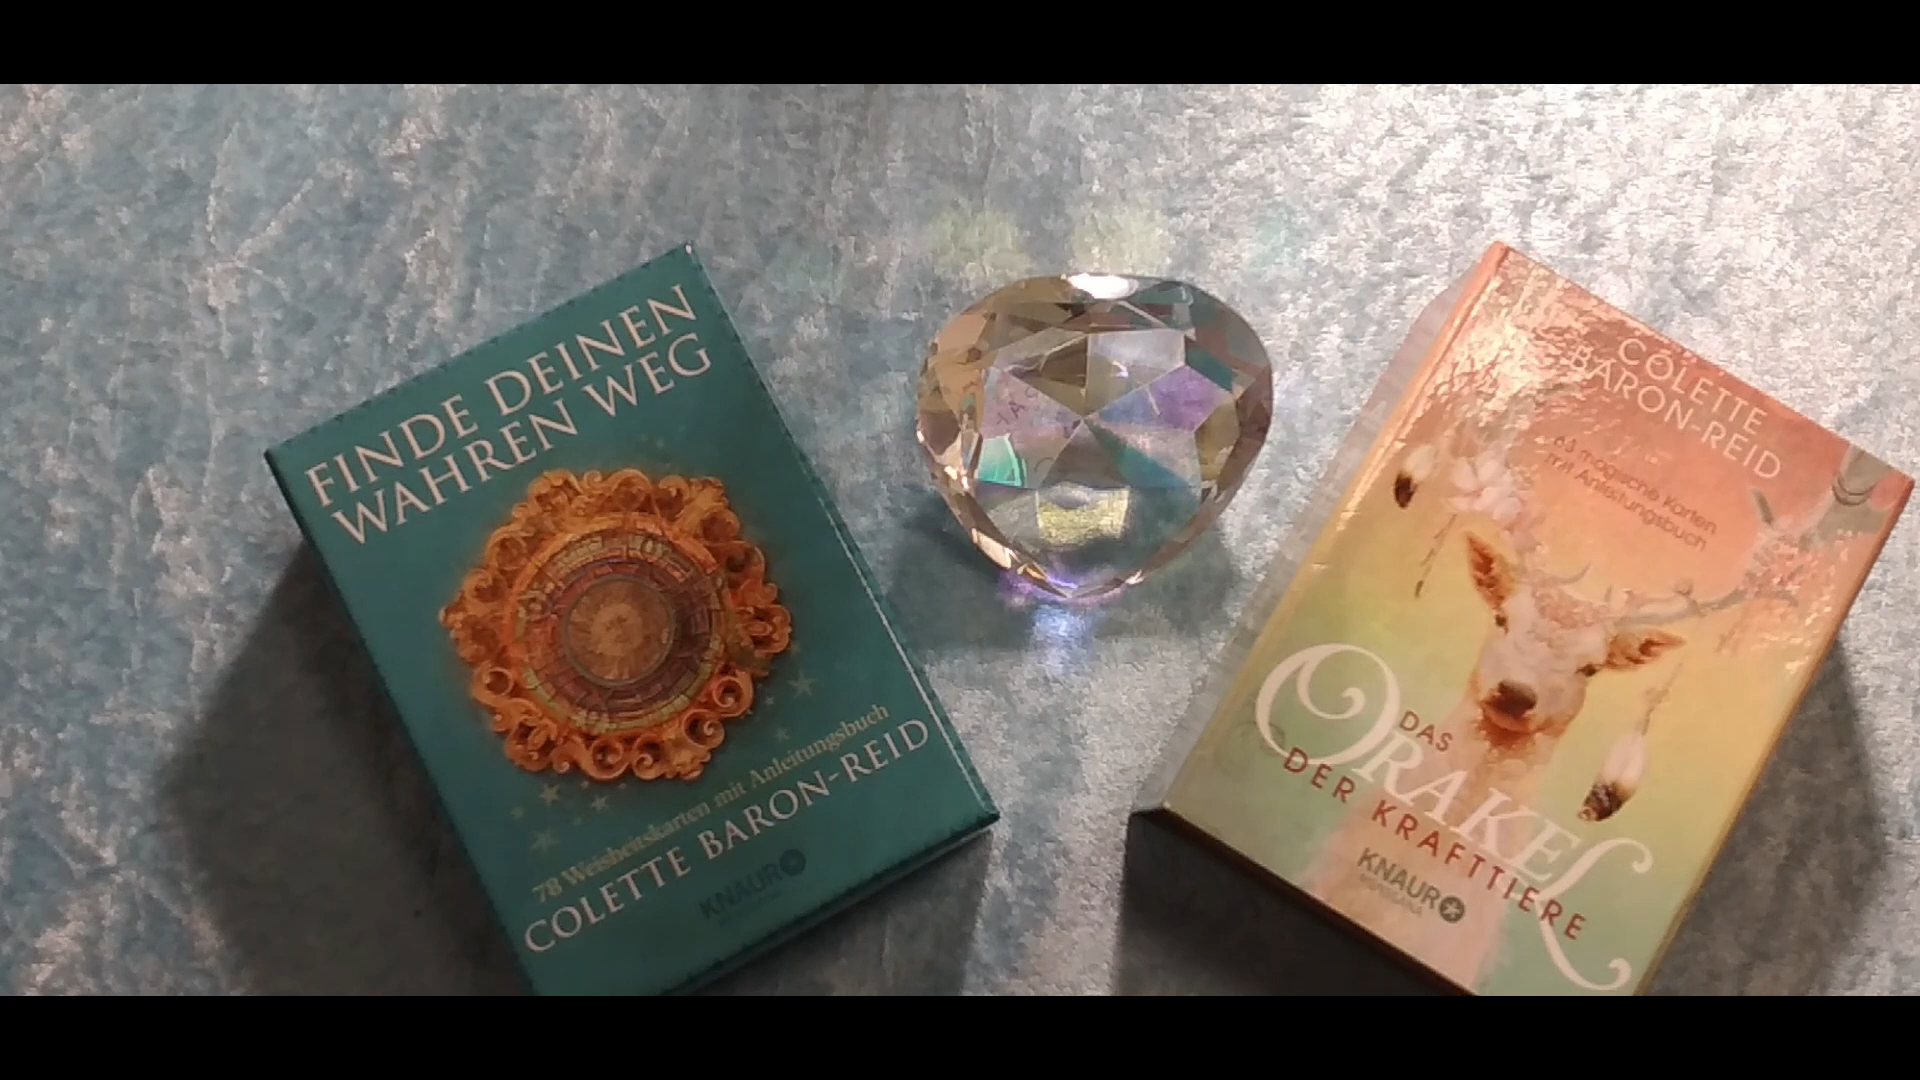 FINDE DEINEN
WAHREN WEG
78 Weisheitskarten mit Anleitungsbuch
COLETTE BARON-REID
KNAUR
COLETTE
BARON-REID
63 magische Karten
mit Anleitungsbuch
DAS
ORAKEL
DER KRAFTTIERE
KNAUR